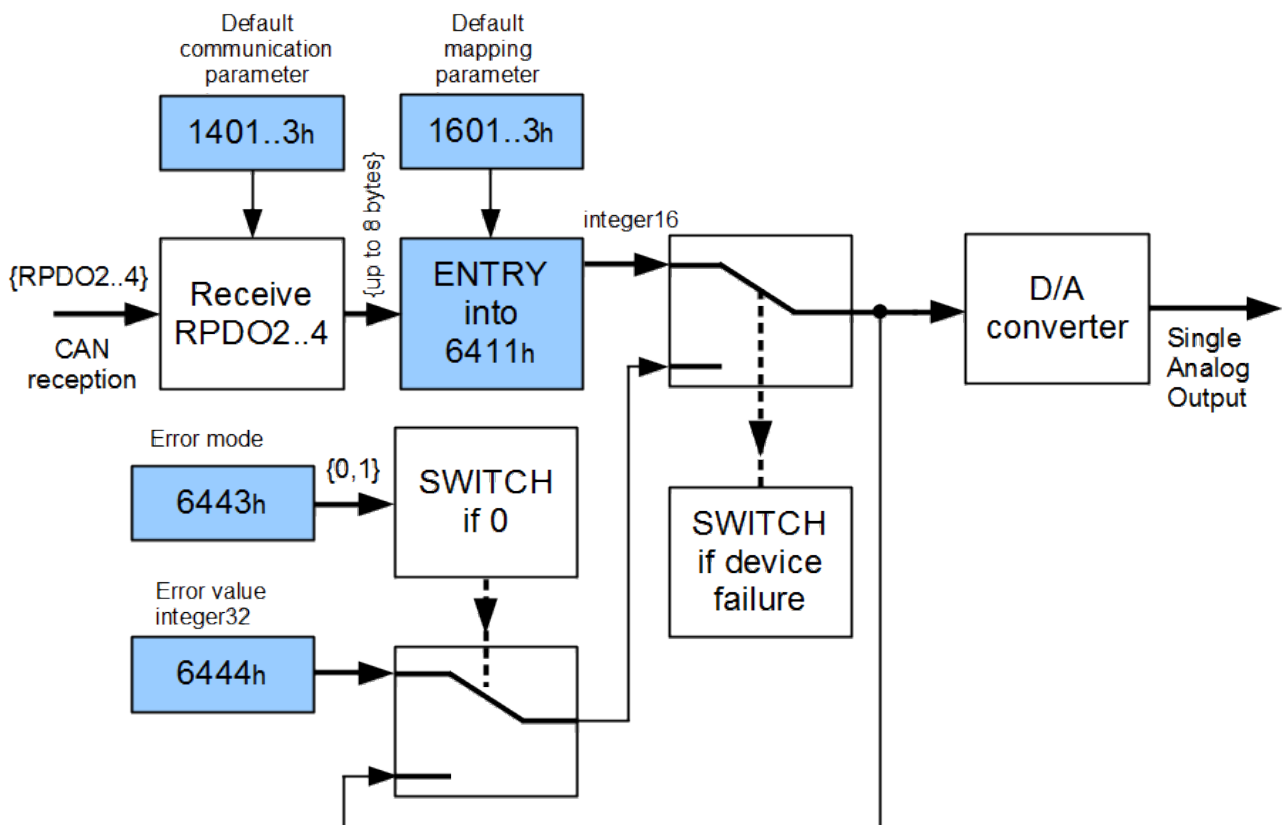 Default
communication
parameter
Default
mapping
parameter
1401..3h
1601..3h
{up to 8 bytes}
integer16
{RPDO2..4}
CAN
reception
Receive
RPDO2..4
ENTRY
into
6411h
D/A
converter
Single
Analog
Output
Error mode
6443h
{0,1}
SWITCH
if 0
SWITCH
if device
failure
Error value
integer32
6444h